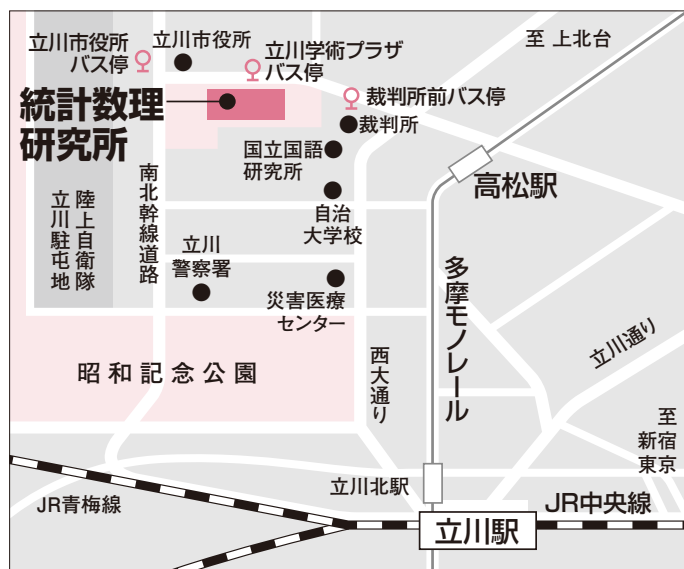 立川市役所
バス停
立川市役所
立川学術プラザ
バス停
至 上北台
統計数理
研究所
裁判所前バス停
裁判所
国立国語
研究所
高松駅
自治
大学校
南北幹線道路
陸上自衛隊
立川駐屯地
立川
警察署
災害医療
センター
多摩モノレール
立川通り
昭和記念公園
西大通り
至
新宿
東京
立川北駅
JR青梅線
立川駅
JR中央線